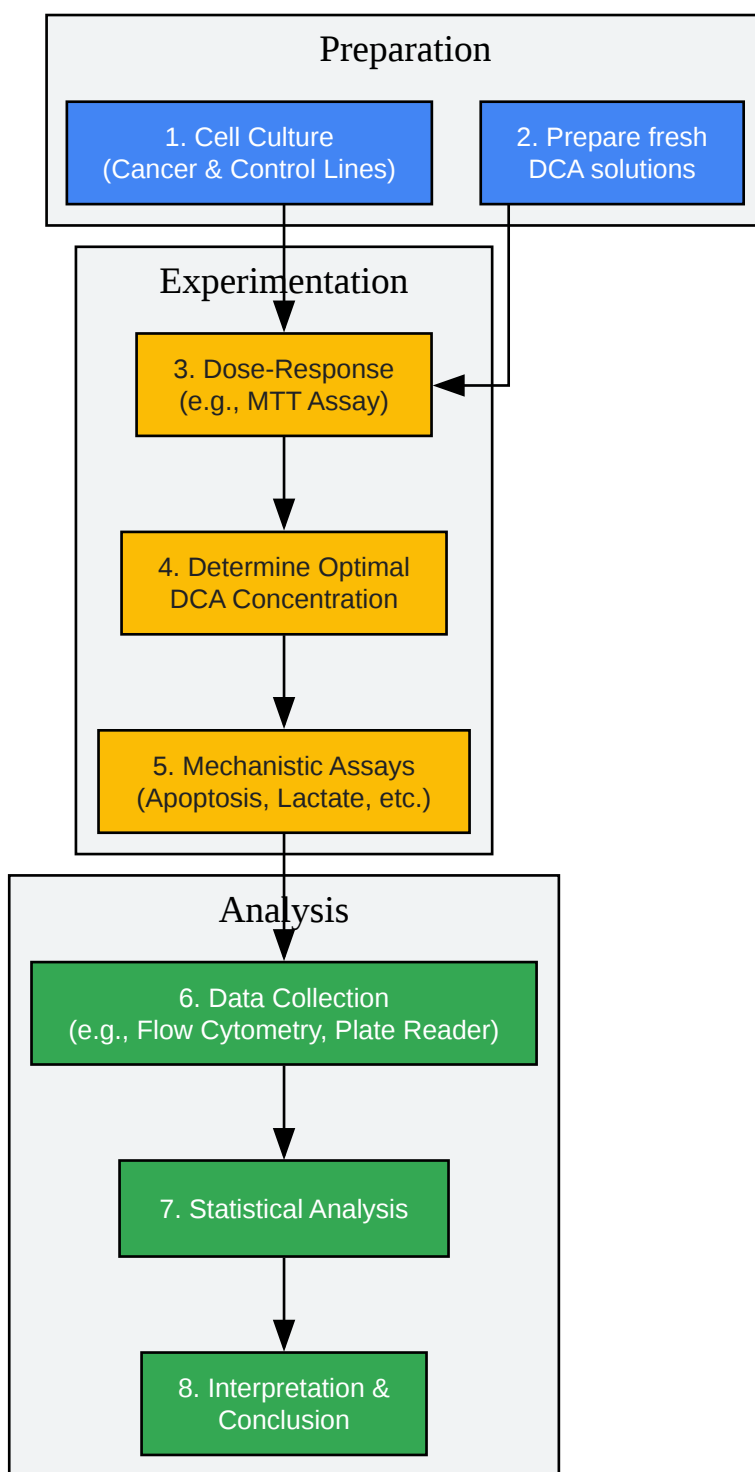 Preparation
1. Cell Culture
(Cancer & Control Lines)
2. Prepare fresh
DCA solutions
Experimentation
3. Dose-Response
(e.g., MTT Assay)
4. Determine Optimal
DCA Concentration
5. Mechanistic Assays
(Apoptosis, Lactate, etc.)
Analysis
6. Data Collection
(e.g., Flow Cytometry, Plate Reader)
7. Statistical Analysis
8. Interpretation &
Conclusion